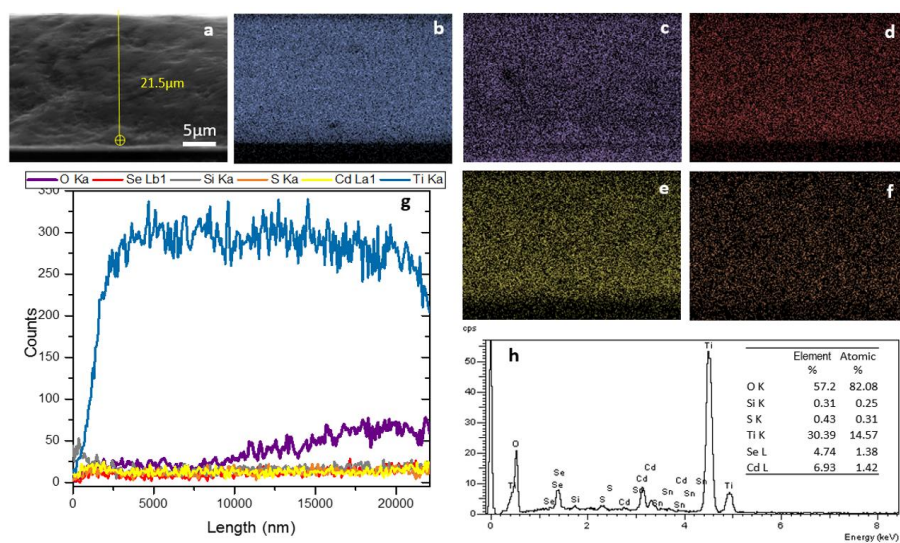 a
b
c
d
21.5µm
5µm
O Ka Se Lb1 Si Ka S Ka Cd La1 Ti Ka
g
e
f
350
300
250
200
150
100
50
0
Counts
0 5000 10000 15000 20000
Length (nm)
cps
h
50
40
30
20
10
0
Ti
O
Ti
Se
Se
Se
Si
S
S
Cd
Cd
Cd
Cd
Cd
Sn
Sn
Sn
Sn
Ti
0 2 4 6 8
Energy (keV)
Element Atomic
% %
O K 57.2 82.08
Si K 0.31 0.25
S K 0.43 0.31
Ti K 30.39 14.57
Se L 4.74 1.38
Cd L 6.93 1.42